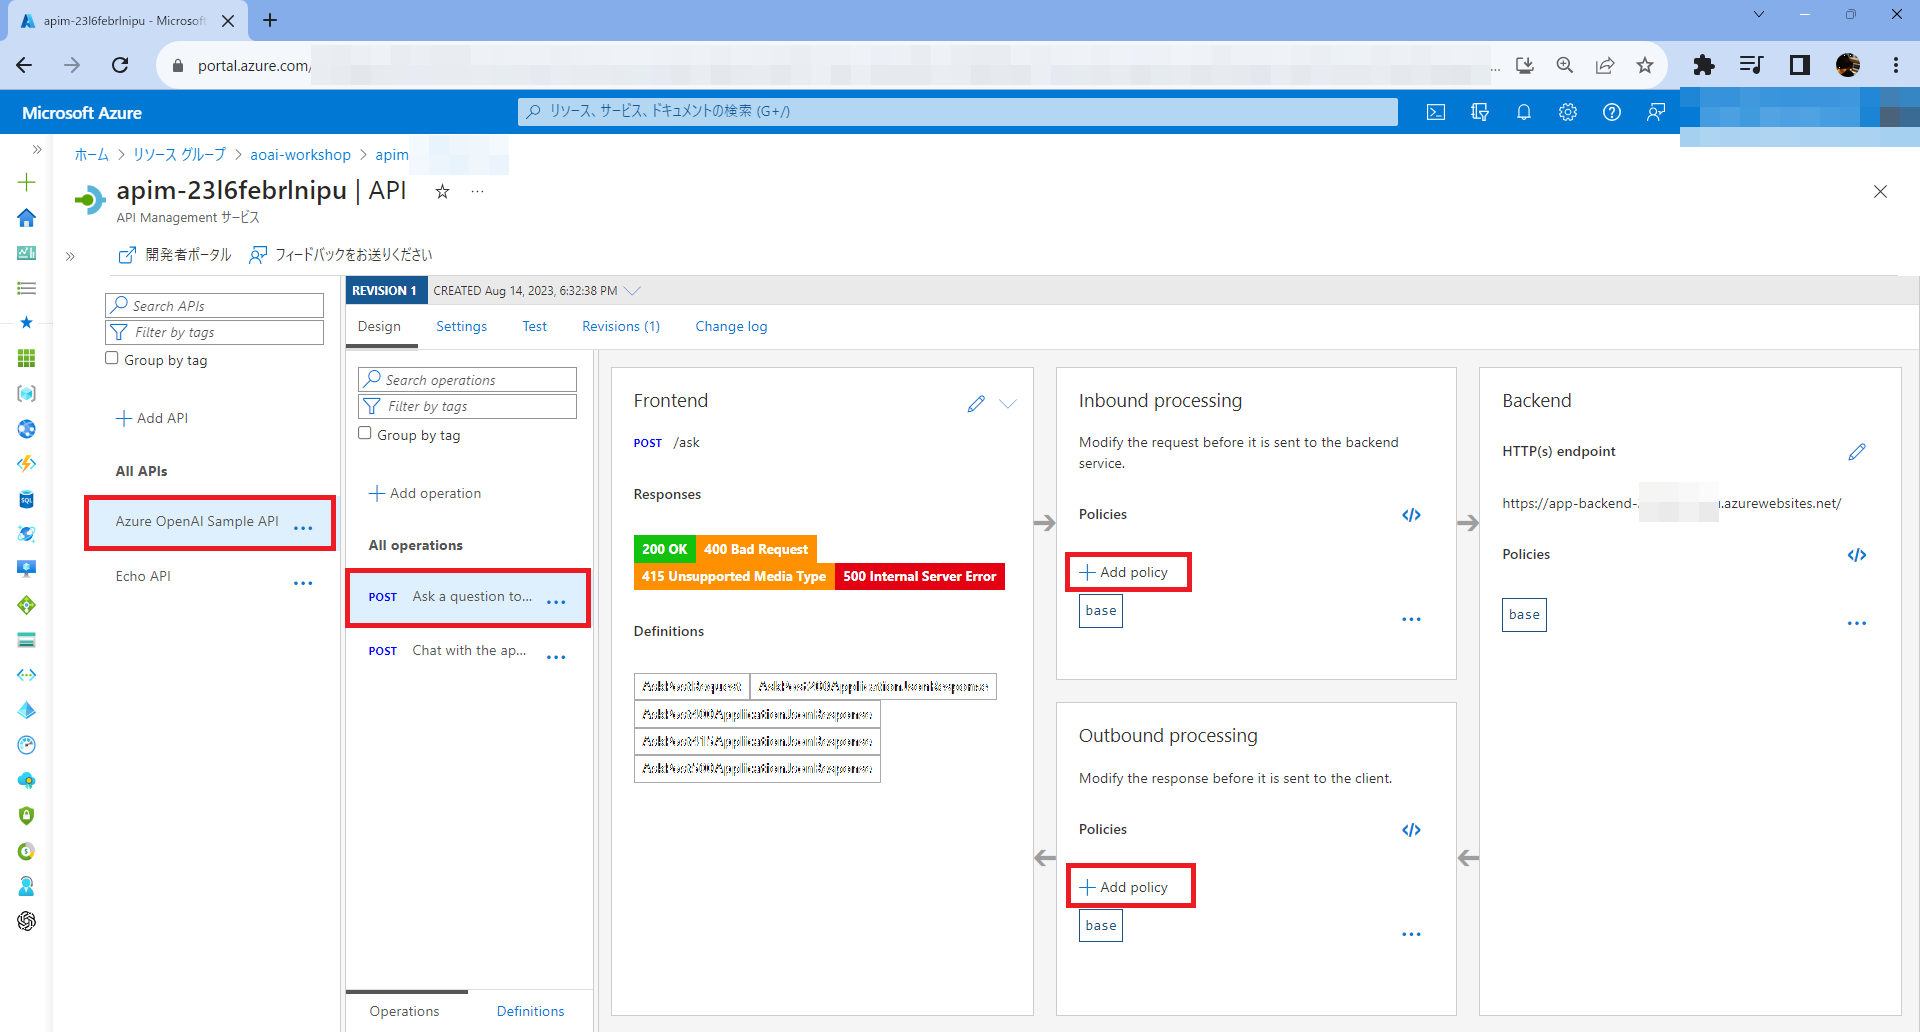 apim-23l6febrlnipu - Microsoft
portal.azure.com/
...
Microsoft Azure
リソース、サービス、ドキュメントの検索 (G+/)
ホーム > リソース グループ > aoai-workshop > apim
apim-23l6febrlnipu | API
API Management サービス
開発者ポータル
フィードバックをお送りください
Search APIs
Filter by tags
Group by tag
Add API
All APIs
Azure OpenAI Sample API
Echo API
REVISION 1
CREATED Aug 14, 2023, 6:32:38 PM
Design
Settings
Test
Revisions (1)
Change log
Search operations
Filter by tags
Group by tag
Add operation
All operations
POST Ask a question to...
POST Chat with the ap...
Operations
Definitions
Frontend
POST /ask
Responses
200 OK
400 Bad Request
415 Unsupported Media Type
500 Internal Server Error
Definitions
AskPostRequest
AskPost200ApplicationJsonResponse
AskPost400ApplicationJsonResponse
AskPost415ApplicationJsonResponse
AskPost500ApplicationJsonResponse
Inbound processing
Modify the request before it is sent to the backend
service.
Policies
</>
+ Add policy
base
Outbound processing
Modify the response before it is sent to the client.
Policies
</>
+ Add policy
base
Backend
HTTP(s) endpoint
https://app-backend-
.azurewebsites.net/
Policies
</>
base